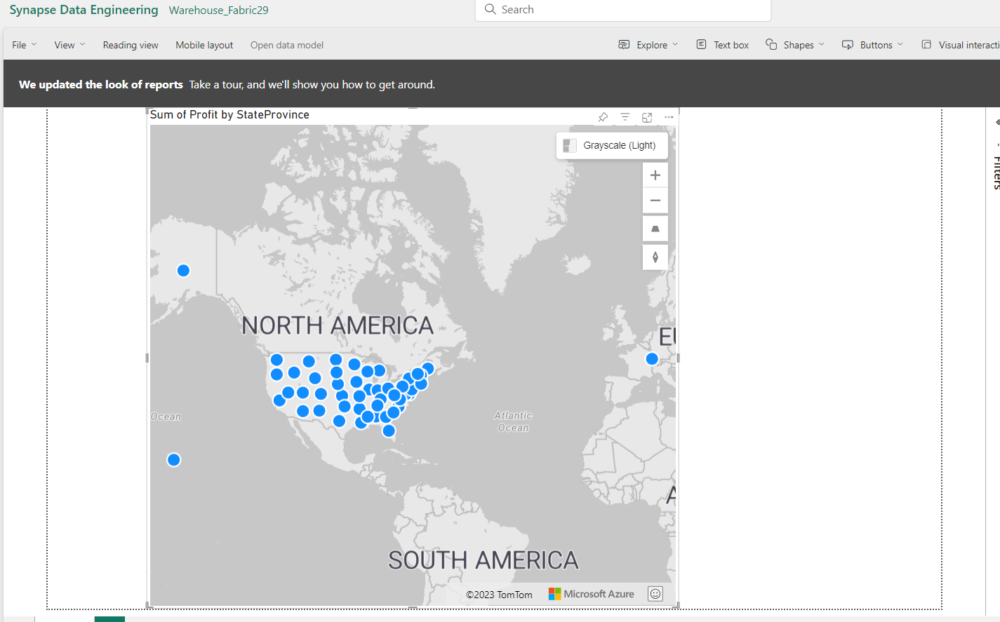 Synapse Data Engineering Warehouse_Fabric29 Search
File View Reading view Mobile layout Open data model Explore Text box Shapes Buttons Visual interacti
We updated the look of reports Take a tour, and we'll show you how to get around.
Sum of Profit by StateProvince
Grayscale (Light)
Filters
NORTH AMERICA
EU
Ocean
Atlantic
Ocean
A
SOUTH AMERICA
©2023 TomTom Microsoft Azure